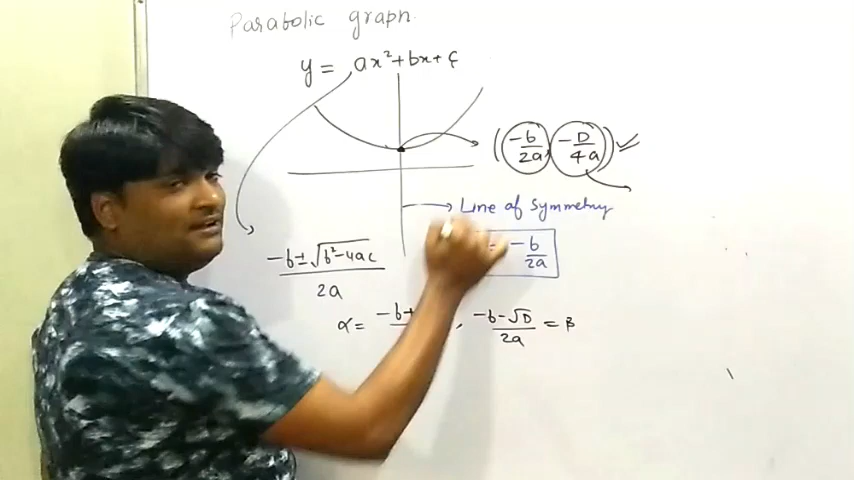 Parabolic graph.
y = ax² + bx + c
(-b/2a, -D/4a) ✓
Line of Symmetry
= -b/2a
-b ± √b² - 4ac / 2a
α = -b+ , -b-√D/2a = β